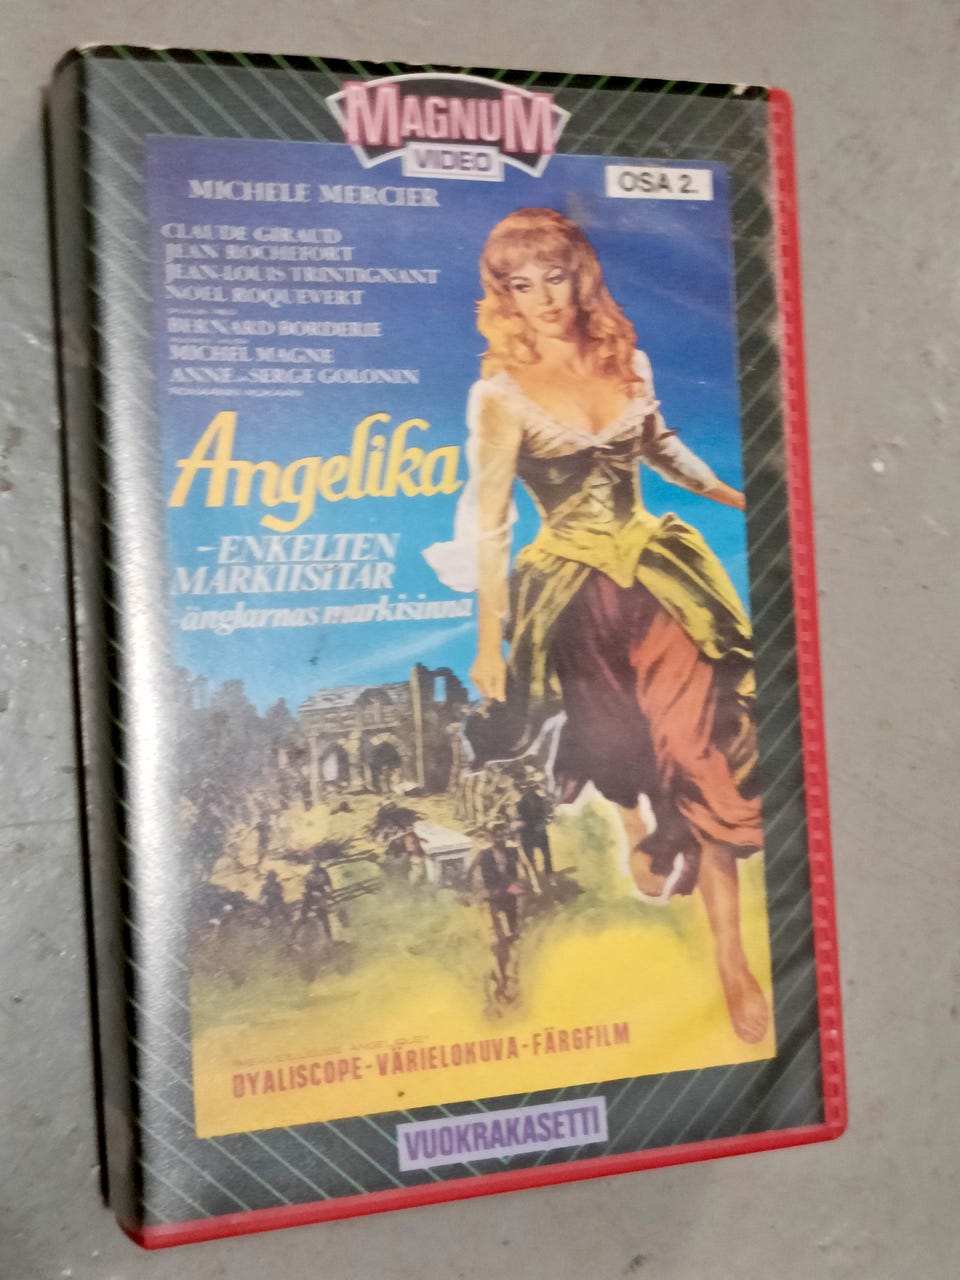 MAGNUM
VIDEO
OSA 2.
MICHELE MERCIER
CLAUDE GIRAUD
JEAN ROCHEFORT
JEAN-LOUIS TRINTIGNANT
NOEL ROQUEVERT
BERNARD BORDERIE
MICHEL MAGNE
ANNE- SERGE GOLONIN
Angelika
-ENKELTEN
MARKIISITAR
-änglarnas markisinna
DYALISCOPE-VÄRIELOKUVA-FÄRGFILM
VUOKRAKASETTI